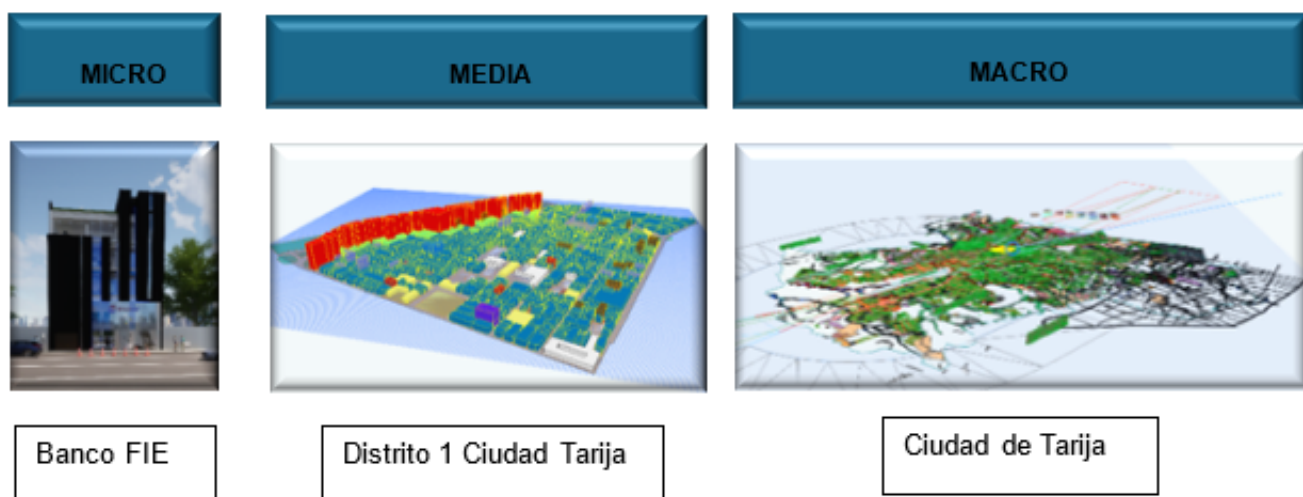 MICRO
MEDIA
MACRO
Banco FIE
Distrito 1 Ciudad Tarija
Ciudad de Tarija